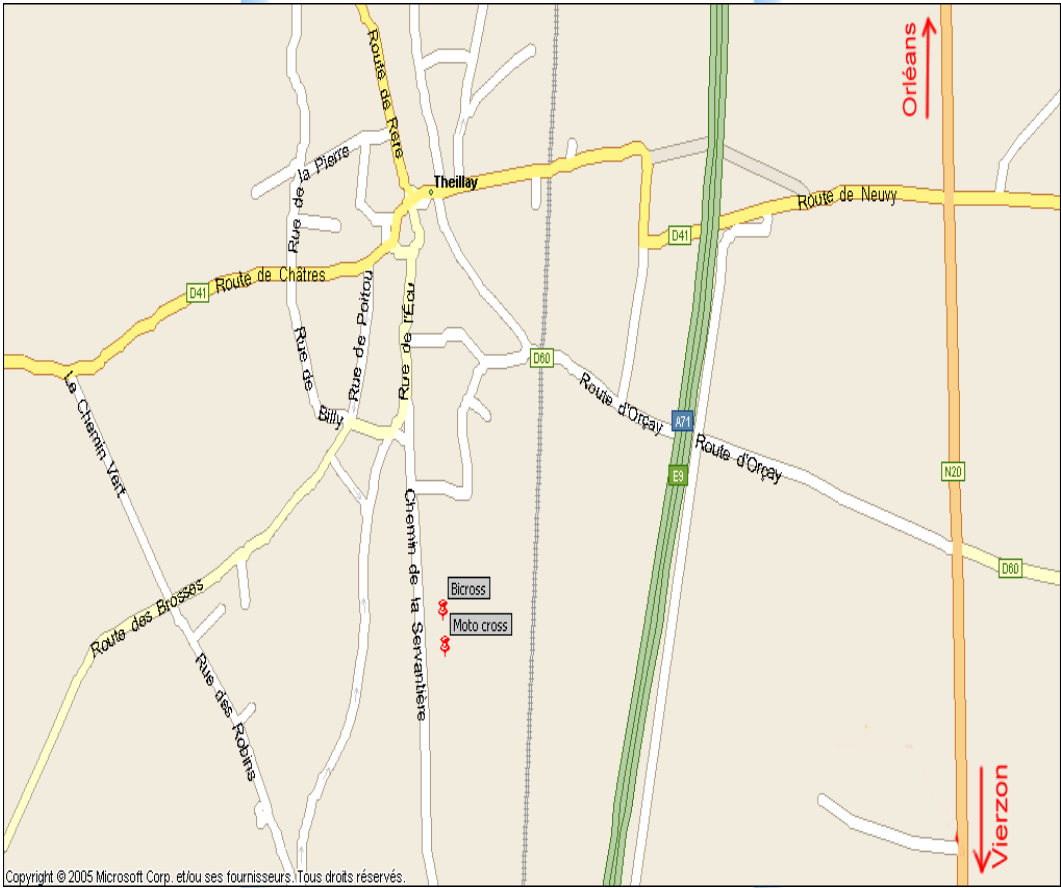 Orléans
Route de Rere
Rue de la Pierre
Theillay
Route de Neuvy
D41
Route de Châtres
D41
Rue de Poitou
Rue de l'Écu
Rue de
Billy
D60
Route d'Orçay
A71
Route d'Orçay
Le Chemin Vert
E9
N20
D60
Chemin de la Servantière
Bicross
Moto cross
Route des Brosses
Rue des Robins
Vierzon
Copyright © 2005 Microsoft Corp. et/ou ses fournisseurs. Tous droits réservés.